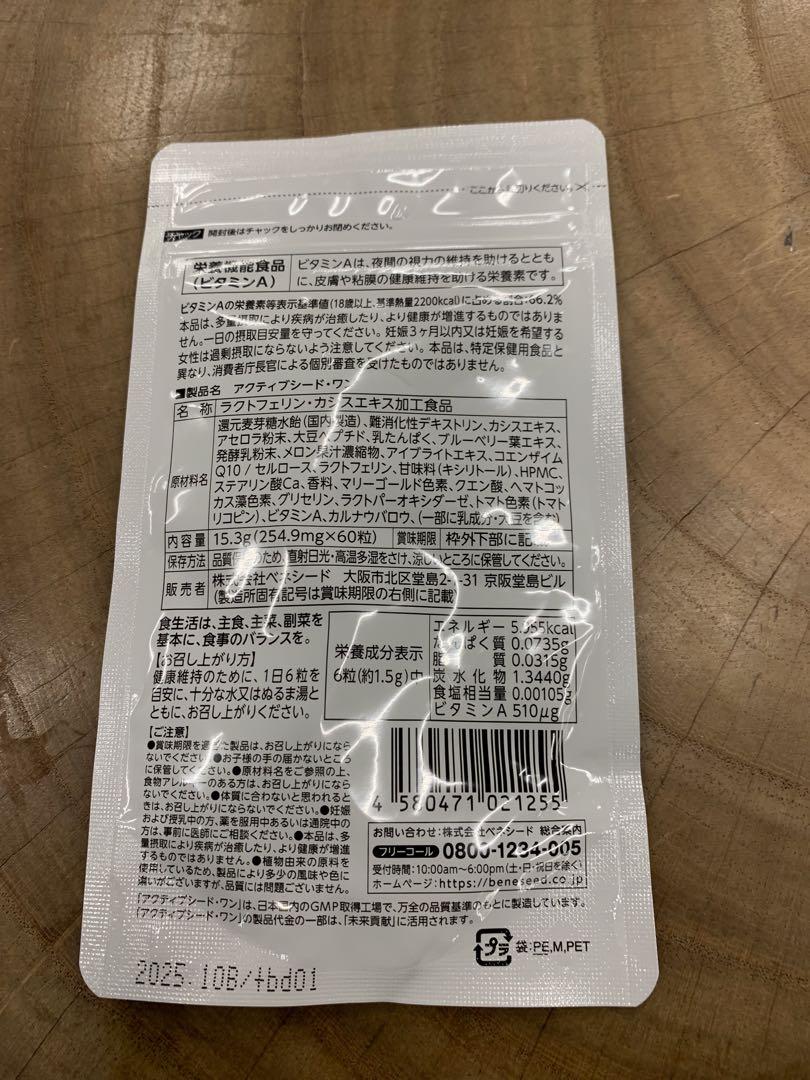 ここから切りください。
チャック 開封後はチャックをしっかりお閉めください。
栄養機能食品
(ビタミンA)
ビタミンAは、夜間の視力の維持を助けるととも
に、皮膚や粘膜の健康維持を助ける栄養素です。
ビタミンAの栄養素等表示基準値(18歳以上、基準熱量2200kcal)に占める割合:66.2%
本品は、多量摂取により疾病が治癒したり、より健康が増進するものではありま
せん。一日の摂取目安量を守ってください。妊娠3ヶ月以内又は妊娠を希望する
女性は過剰摂取にならないよう注意してください。本品は、特定保健用食品と
異なり、消費者庁長官による個別審査を受けたものではありません。
■製品名 アクティブシード・ワン
名称 ラクトフェリン・カシスエキス加工食品
原材料名
還元麦芽糖水飴(国内製造)、難消化性デキストリン、カシスエキス、
アセロラ粉末、大豆ペプチド、乳たんぱく、ブルーベリー葉エキス、
発酵乳粉末、メロン果汁濃縮物、アイブライトエキス、コエンザイム
Q10 / セルロース、ラクトフェリン、甘味料(キシリトール)、HPMC、
ステアリン酸Ca、香料、マリーゴールド色素、クエン酸、ヘマトコッ
カス藻色素、グリセリン、ラクトパーオキシダーゼ、トマト色素(トマト
リコピン)、ビタミンA、カルナウバロウ、(一部に乳成分・大豆を含む)
内容量 15.3g(254.9mg×60粒) 賞味期限 枠外下部に記載
保存方法 品質保持のため、直射日光・高温多湿をさけ、涼しいところに保管してください。
販売者 株式会社ベネシード 大阪市北区堂島2-1-31 京阪堂島ビル
(製造所固有記号は賞味期限の右側に記載)
食生活は、主食、主菜、副菜を
基本に、食事のバランスを。
【お召し上がり方】
健康維持のために、1日6粒を
目安に、十分な水又はぬるま湯と
ともに、お召し上がりください。
栄養成分表示
6粒(約1.5g)中
エネルギー 5.985kcal
たんぱく質 0.0735g
脂質 0.0315g
炭水化物 1.3440g
食塩相当量 0.00105g
ビタミンA 510μg
【ご注意】
●賞味期限を過ぎた製品は、お召し上がりになら
ないでください。●お子様の手の届かないところ
に保管してください。●原材料名をご参照の上、
食物アレルギーのある方は、お召し上がりになら
ないでください。●体質に合わないと思われると
きは、お召し上がりにならないでください。●妊娠
および授乳中の方、薬を服用中あるいは通院中の
方は、事前に医師にご相談ください。●本品は、多
量摂取により疾病が治癒したり、より健康が増進
するものではありません。●植物由来の原料を
使用しているため、製品により多少の風味や色に
違いがございますが、品質には問題ございません。
4 580471 021255
お問い合わせ:株式会社ベネシード 総合案内
フリーコール 0800-1234-005
受付時間:10:00am〜6:00pm(土・日・祝日を除く)
ホームページ:https://beneseed.co.jp
「アクティブシード・ワン」は、日本国内のGMP取得工場で、万全の品質基準のもとに製造しています。
「アクティブシード・ワン」の製品代金の一部は、「未来貢献」に活用されます。
プラ 袋:PE,M,PET
2025.10B/tbd01